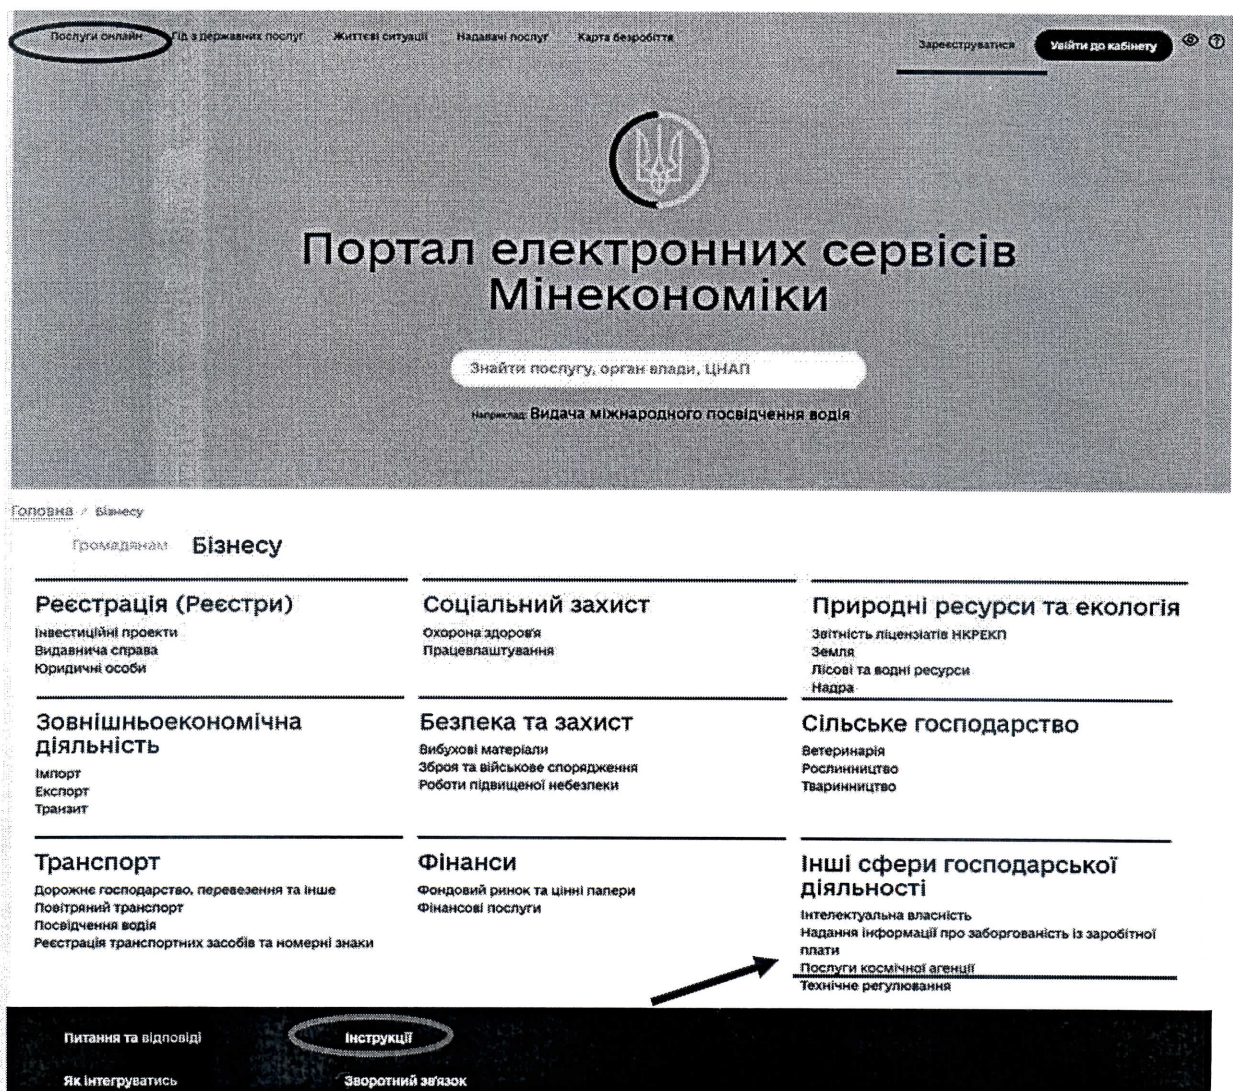 Послуги онлайн Гід з державних послуг Життєві ситуації Надавачі послуг Карта безробіття Зареєструватися Увійти до кабінету
Портал електронних сервісів
Мінекономіки
Знайти послугу, орган влади, ЦНАП
Наприклад: Видача міжнародного посвідчення водія
Головна / Бізнесу
Громадянам Бізнесу
Реєстрація (Реєстри)
Інвестиційні проекти
Видавнича справа
Юридичні особи
Соціальний захист
Охорона здоров'я
Працевлаштування
Природні ресурси та екологія
Звітність ліцензіатів НКРЕКП
Земля
Лісові та водні ресурси
Надра
Зовнішньоекономічна
діяльність
Імпорт
Експорт
Транзит
Безпека та захист
Вибухові матеріали
Зброя та військове спорядження
Роботи підвищеної небезпеки
Сільське господарство
Ветеринарія
Рослинництво
Тваринництво
Транспорт
Дорожнє господарство, перевезення та інше
Повітряний транспорт
Посвідчення водія
Реєстрація транспортних засобів та номерні знаки
Фінанси
Фондовий ринок та цінні папери
Фінансові послуги
Інші сфери господарської
діяльності
Інтелектуальна власність
Надання інформації про заборгованість із заробітної
плати
Послуги космічної агенції
Технічне регулювання
Питання та відповіді Інструкції
Як інтегруватись Зворотний зв'язок